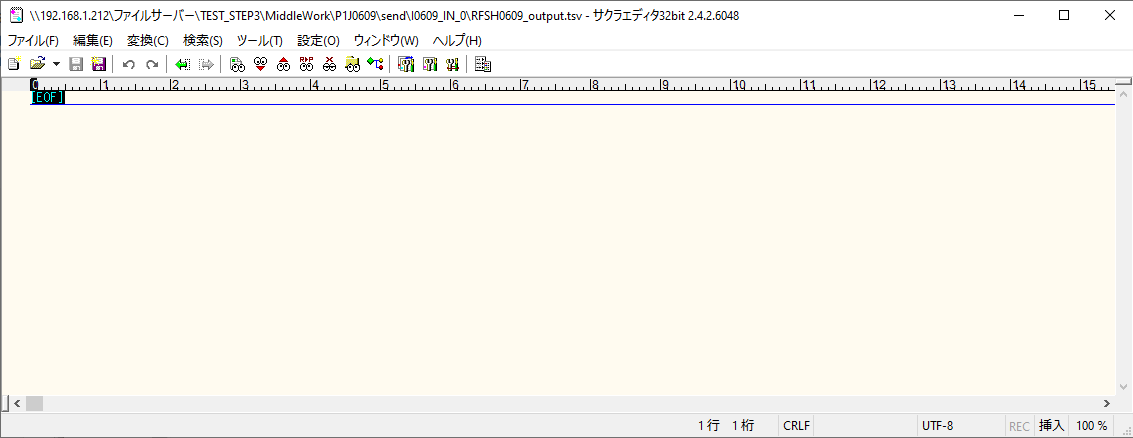 \\192.168.1.212\ファイルサーバー\TEST_STEP3\MiddleWork\P1J0609\send\I0609_IN_0\RFSH0609_output.tsv - サクラエディタ32bit 2.4.2.6048
ファイル(F) 編集(E) 変換(C) 検索(S) ツール(T) 設定(O) ウィンドウ(W) ヘルプ(H)
0 1 2 3 4 5 6 7 8 9 10 11 12 13 14 15
[EOF]
1 行 1 桁 CRLF UTF-8 REC 挿入 100 %